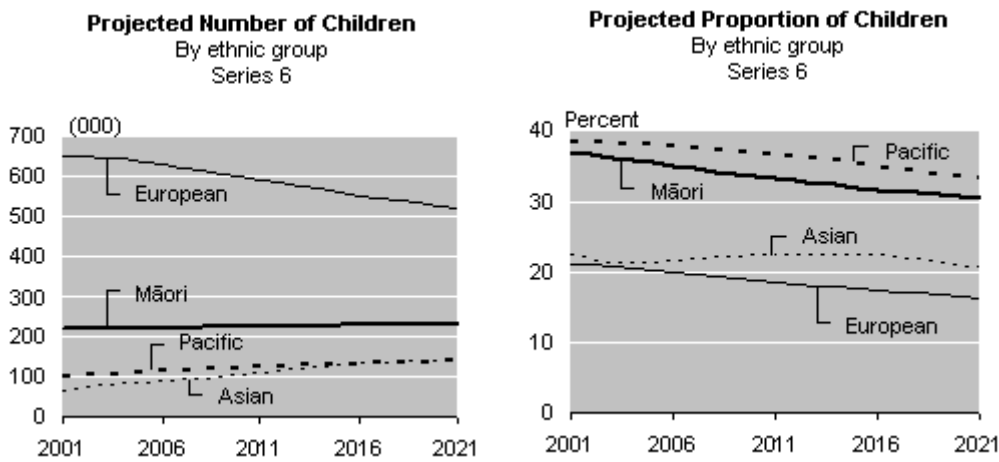 Projected Number of Children
By ethnic group
Series 6
(000)
700
600
500
400
300
200
100
0
European
Māori
Pacific
Asian
2001 2006 2011 2016 2021
Projected Proportion of Children
By ethnic group
Series 6
Percent
40
30
20
10
0
Pacific
Māori
Asian
European
2001 2006 2011 2016 2021